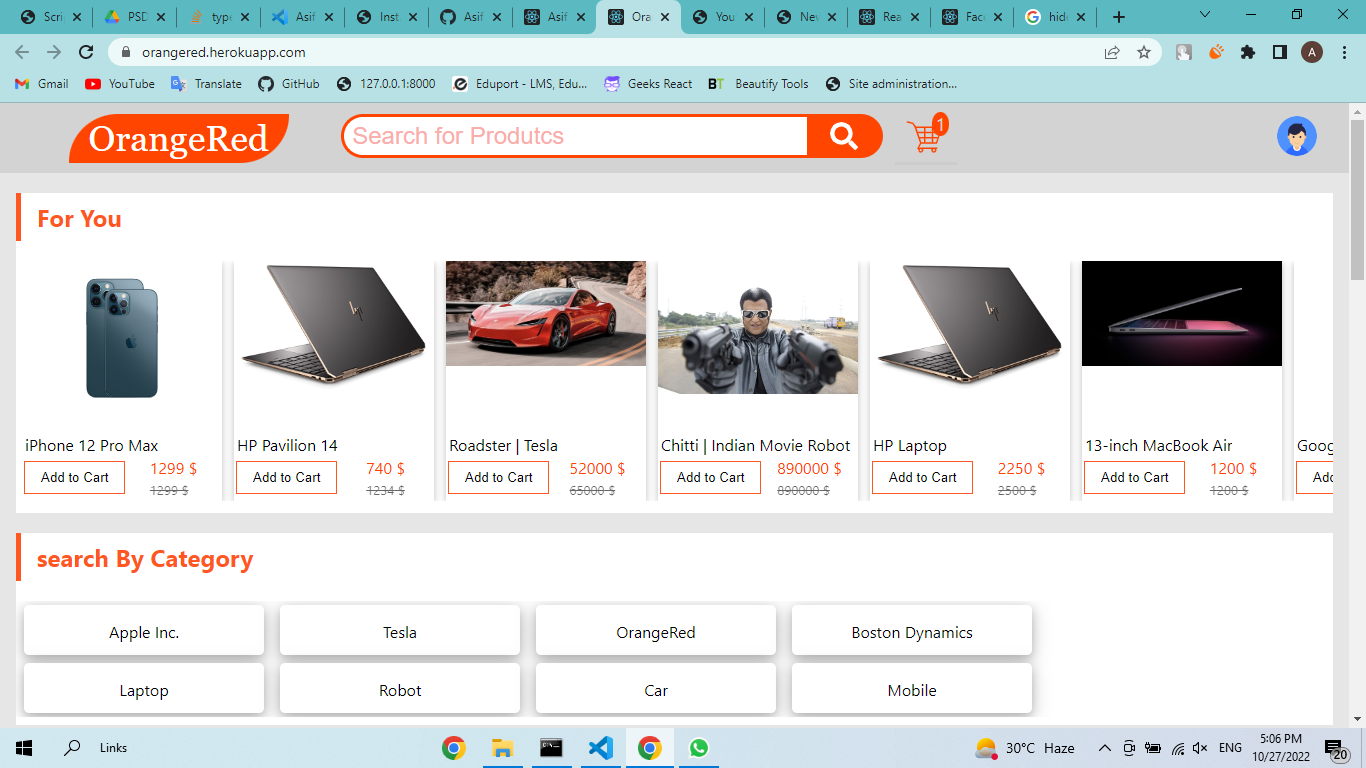 Scri
PSD
type
Asif
Inst
Asif
Asif
Ora
You
Nev
Rea
Fac
hid
orangered.herokuapp.com
A
Gmail
YouTube
Translate
GitHub
127.0.0.1:8000
Eduport - LMS, Edu...
Geeks React
BT Beautify Tools
Site administration...
OrangeRed
Search for Produtcs
1
For You
iPhone 12 Pro Max
Add to Cart
1299 $
1299 $
HP Pavilion 14
Add to Cart
740 $
1234 $
Roadster | Tesla
Add to Cart
52000 $
65000 $
Chitti | Indian Movie Robot
Add to Cart
890000 $
890000 $
HP Laptop
Add to Cart
2250 $
2500 $
13-inch MacBook Air
Add to Cart
1200 $
1200 $
Goog
Add
search By Category
Apple Inc.
Tesla
OrangeRed
Boston Dynamics
Laptop
Robot
Car
Mobile
Links
30°C Haze
ENG
5:06 PM
10/27/2022
20